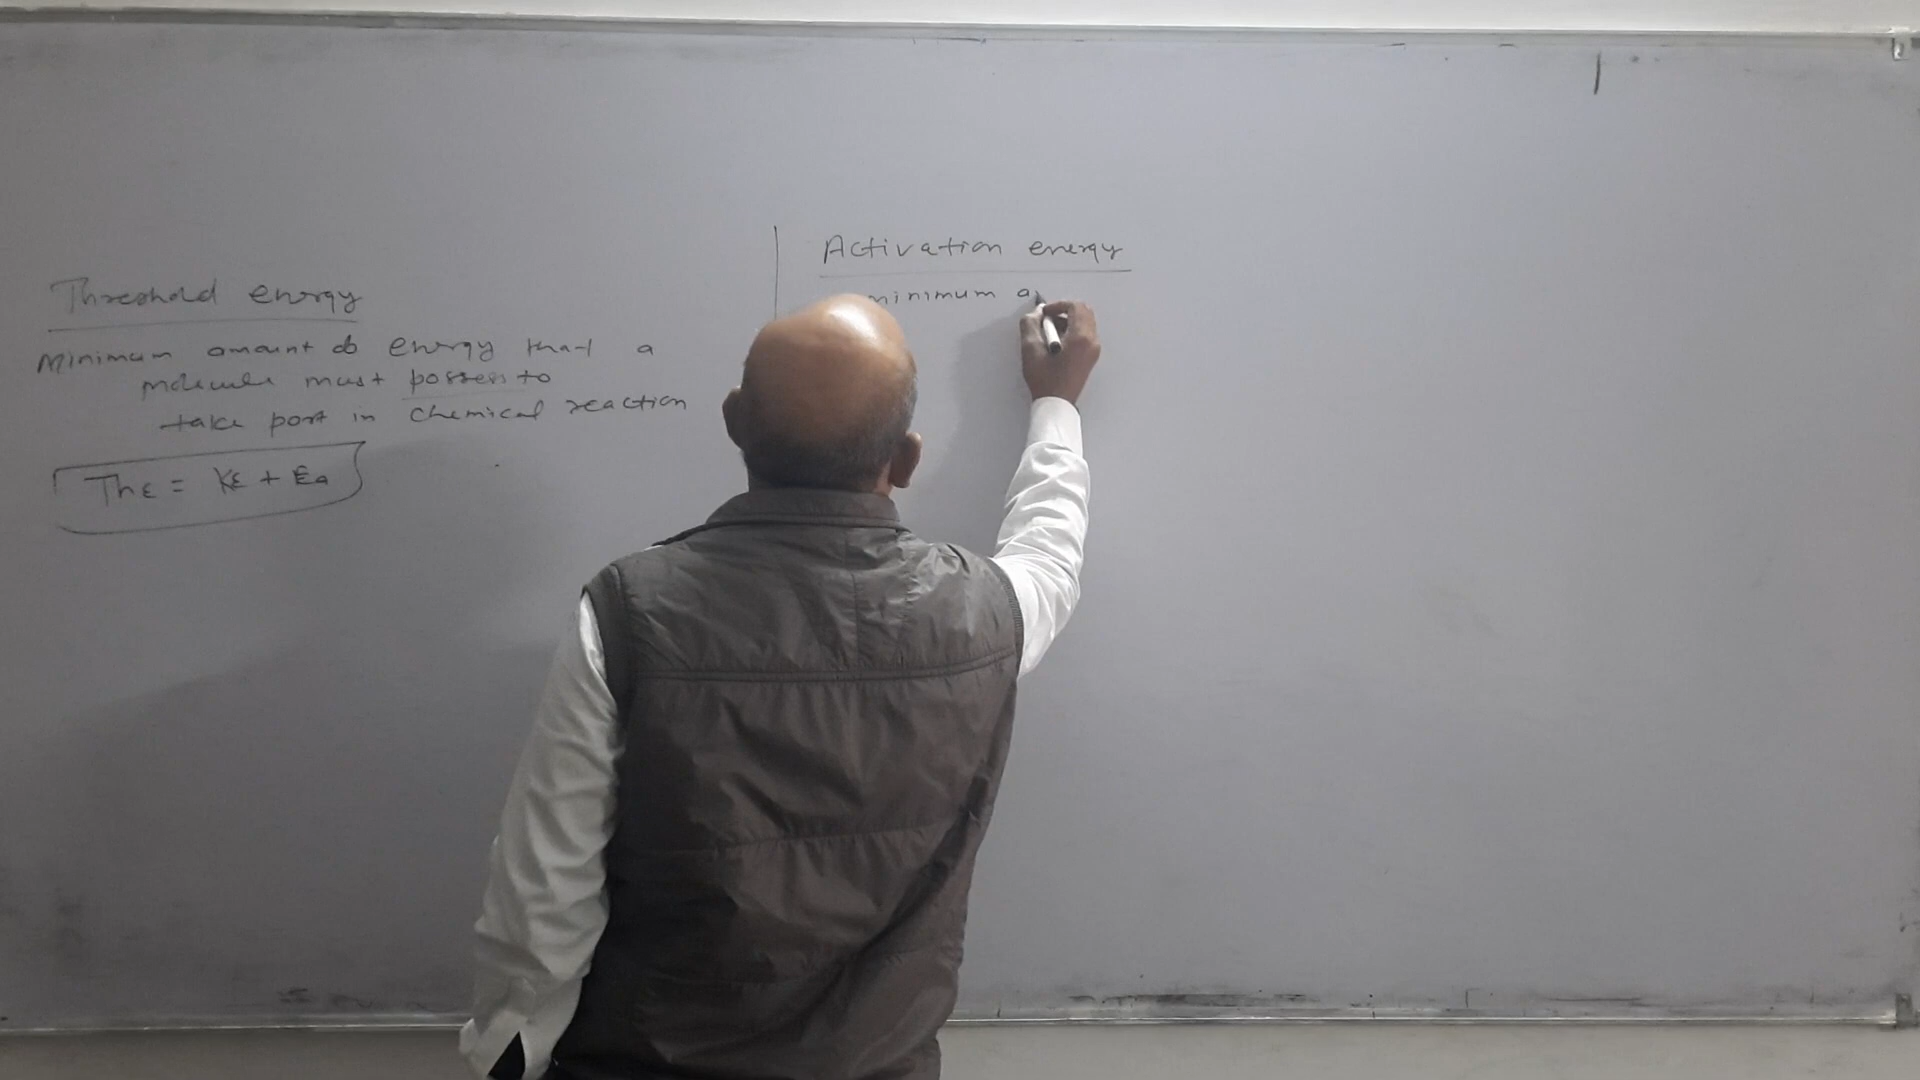 Threshold energy
Minimum amount of energy that a
molecule must possess to
take part in chemical reaction
ThE = KE + Ea
Activation energy
minimum